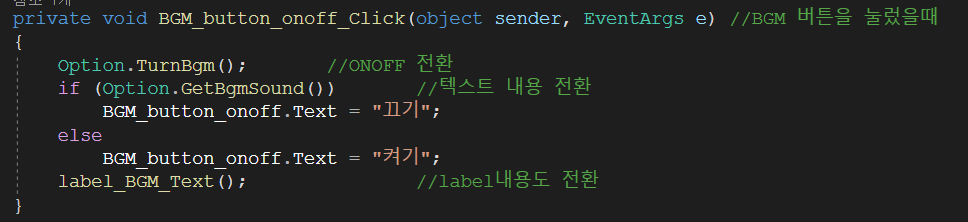 private void BGM_button_onoff_Click(object sender, EventArgs e) //BGM 버튼을 눌렀을때
{
    Option.TurnBgm();       //ONOFF 전환
    if (Option.GetBgmSound())       //텍스트 내용 전환
        BGM_button_onoff.Text = "끄기";
    else
        BGM_button_onoff.Text = "켜기";
    label_BGM_Text();               //label내용도 전환
}